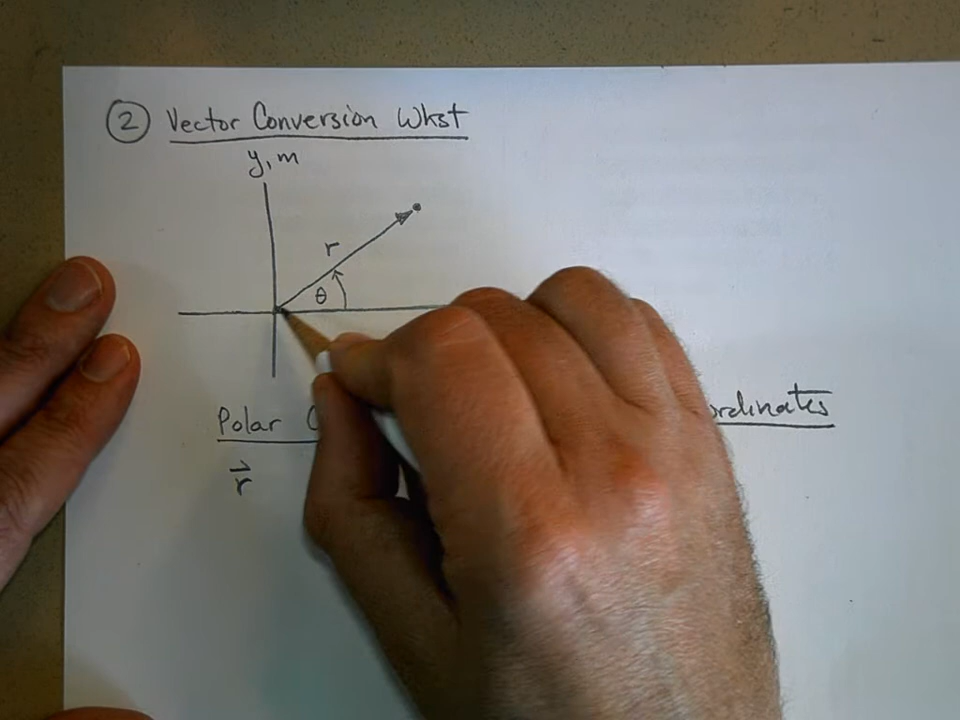 ② Vector Conversion Wkst
y, m
r
θ
Polar
r⃗